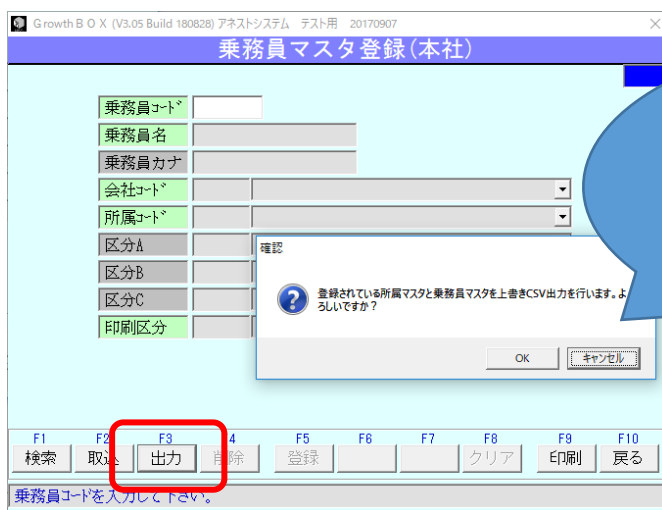 Growth B O X (V3.05 Build 180828) アネストシステム テスト用 20170907
乗務員マスタ登録(本社)
乗務員ｺｰﾄﾞ
乗務員名
乗務員カナ
会社ｺｰﾄﾞ
所属ｺｰﾄﾞ
区分A
区分B
区分C
印刷区分
確認
登録されている所属マスタと乗務員マスタを上書きCSV出力を行います。よ
ろしいですか？
OK キャンセル
F1 F2 F3 4 F5 F6 F7 F8 F9 F10
検索 取込 出力 削除 登録 クリア 印刷 戻る
乗務員ｺｰﾄﾞを入力して下さい。